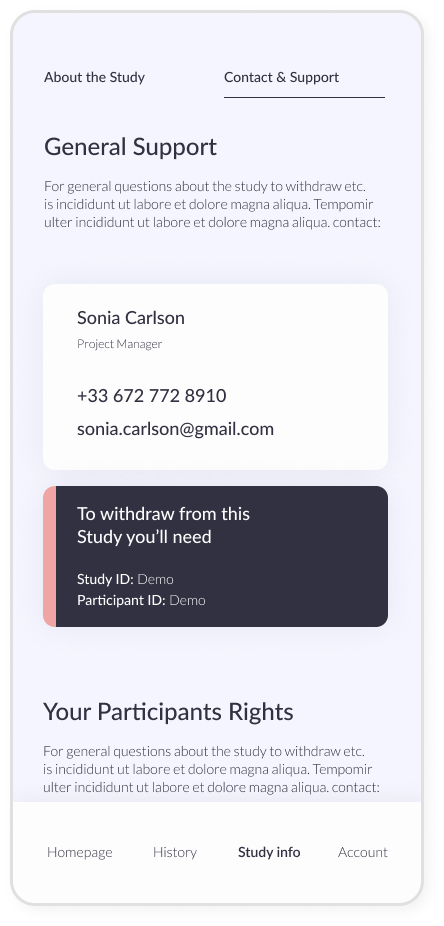 About the Study
Contact & Support
General Support
For general questions about the study to withdraw etc.
is incididunt ut labore et dolore magna aliqua. Tempomir
ulter incididunt ut labore et dolore magna aliqua. contact:
Sonia Carlson
Project Manager
+33 672 772 8910
sonia.carlson@gmail.com
To withdraw from this
Study you’ll need
Study ID: Demo
Participant ID: Demo
Your Participants Rights
For general questions about the study to withdraw etc.
is incididunt ut labore et dolore magna aliqua. Tempomir
ulter incididunt ut labore et dolore magna aliqua. contact:
Homepage
History
Study info
Account